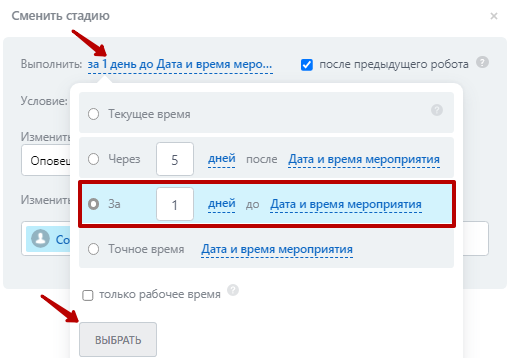 Сменить стадию
Выполнить: за 1 день до Дата и время меро... после предыдущего робота ?
Условие:
Текущее время ?
Изменить
Через 5 дней после Дата и время мероприятия
Оповещ
За 1 дней до Дата и время мероприятия
Изменить
Со
Точное время Дата и время мероприятия
только рабочее время ?
ВЫБРАТЬ